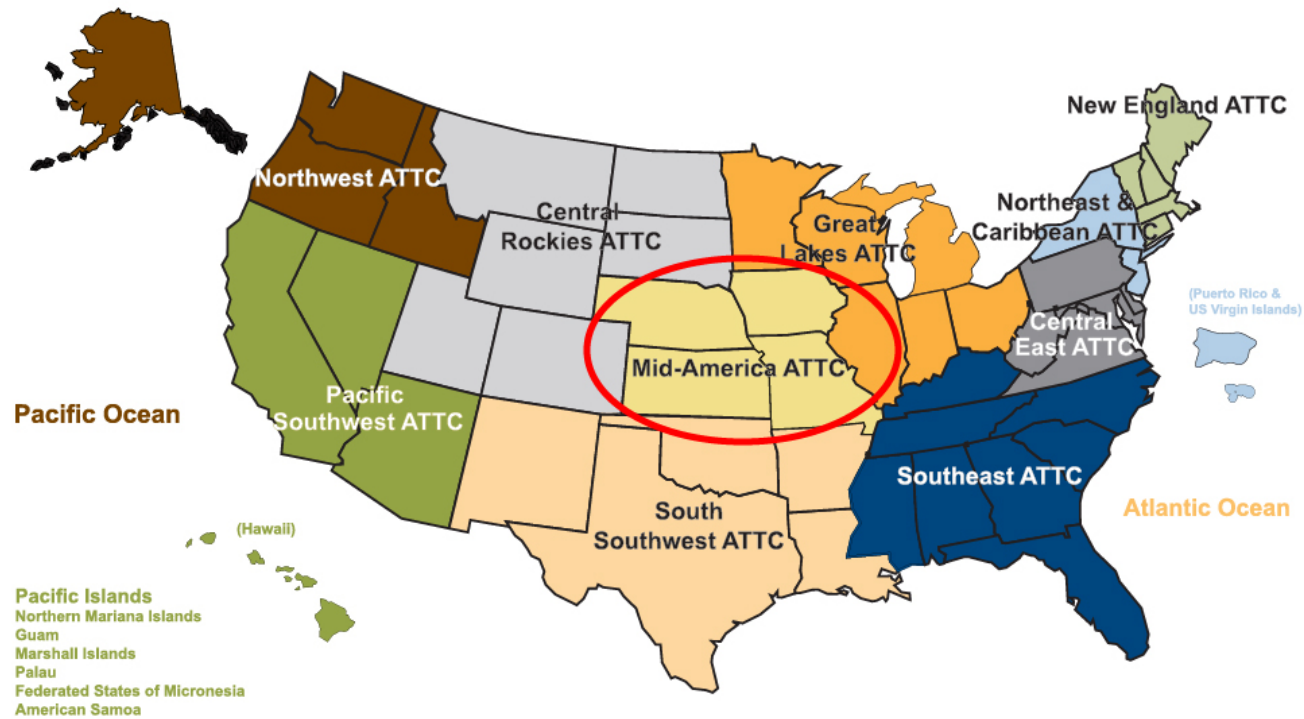 New England ATTC
Northwest ATTC
Central
Rockies ATTC
Great
Lakes ATTC
Northeast &
Caribbean ATTC
(Puerto Rico &
US Virgin Islands)
Central
East ATTC
Mid-America ATTC
Pacific
Southwest ATTC
Pacific Ocean
Southeast ATTC
South
Southwest ATTC
Atlantic Ocean
(Hawaii)
Pacific Islands
Northern Mariana Islands
Guam
Marshall Islands
Palau
Federated States of Micronesia
American Samoa